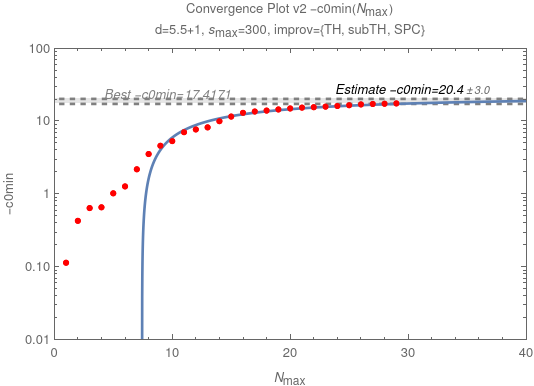 Convergence Plot v2 −c0min(Nmax)
d=5.5+1, smax=300, improv={TH, subTH, SPC}
100
Best −c0min=17.4171
Estimate −c0min=20.4 ±3.0
10
1
0.10
0.01
−c0min
0 10 20 30 40
Nmax